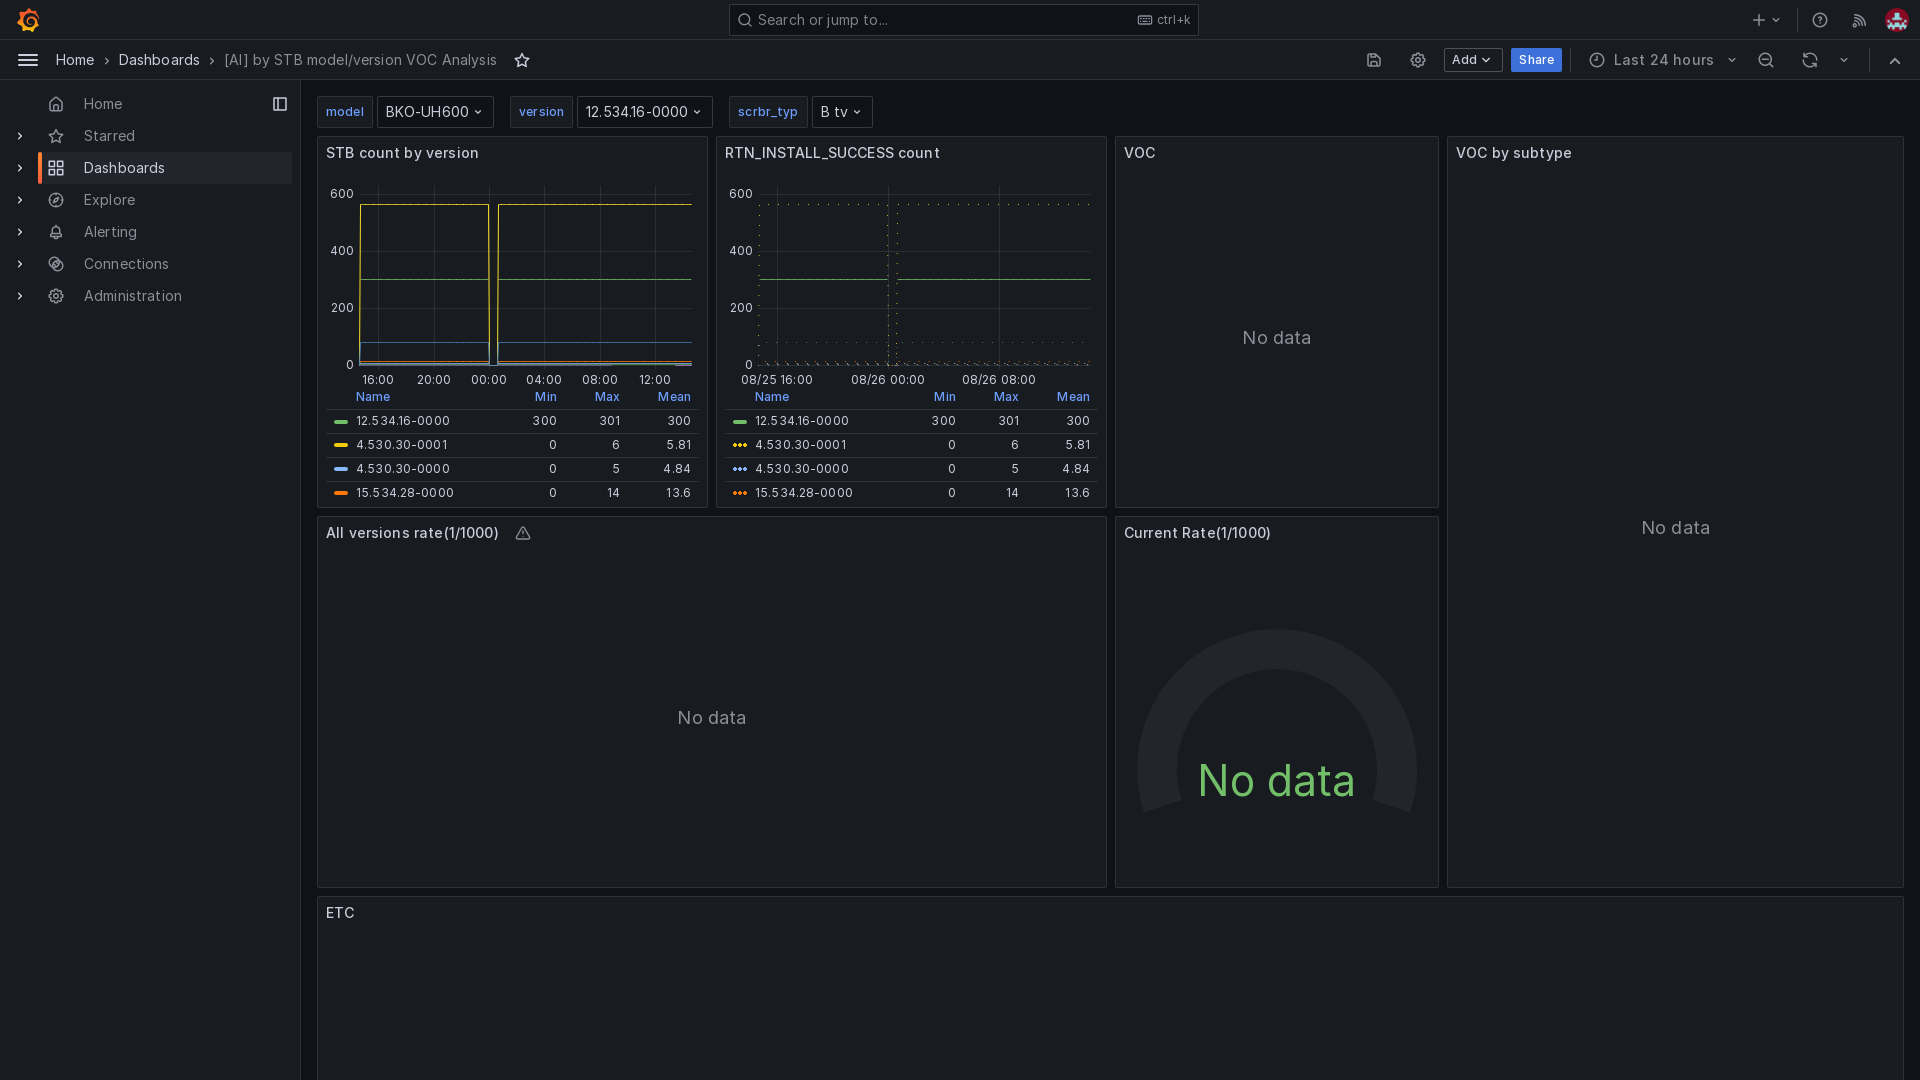 Search or jump to...
ctrl+k
Home
Dashboards
[AI] by STB model/version VOC Analysis
Add
Share
Last 24 hours
Home
Starred
Dashboards
Explore
Alerting
Connections
Administration
model
BKO-UH600
version
12.534.16-0000
scrbr_typ
B tv
STB count by version
600
400
200
0
16:00 20:00 00:00 04:00 08:00 12:00
Name Min Max Mean
12.534.16-0000 300 301 300
4.530.30-0001 0 6 5.81
4.530.30-0000 0 5 4.84
15.534.28-0000 0 14 13.6
RTN_INSTALL_SUCCESS count
600
400
200
0
08/25 16:00 08/26 00:00 08/26 08:00
Name Min Max Mean
12.534.16-0000 300 301 300
4.530.30-0001 0 6 5.81
4.530.30-0000 0 5 4.84
15.534.28-0000 0 14 13.6
VOC
No data
VOC by subtype
No data
All versions rate(1/1000)
No data
Current Rate(1/1000)
No data
ETC